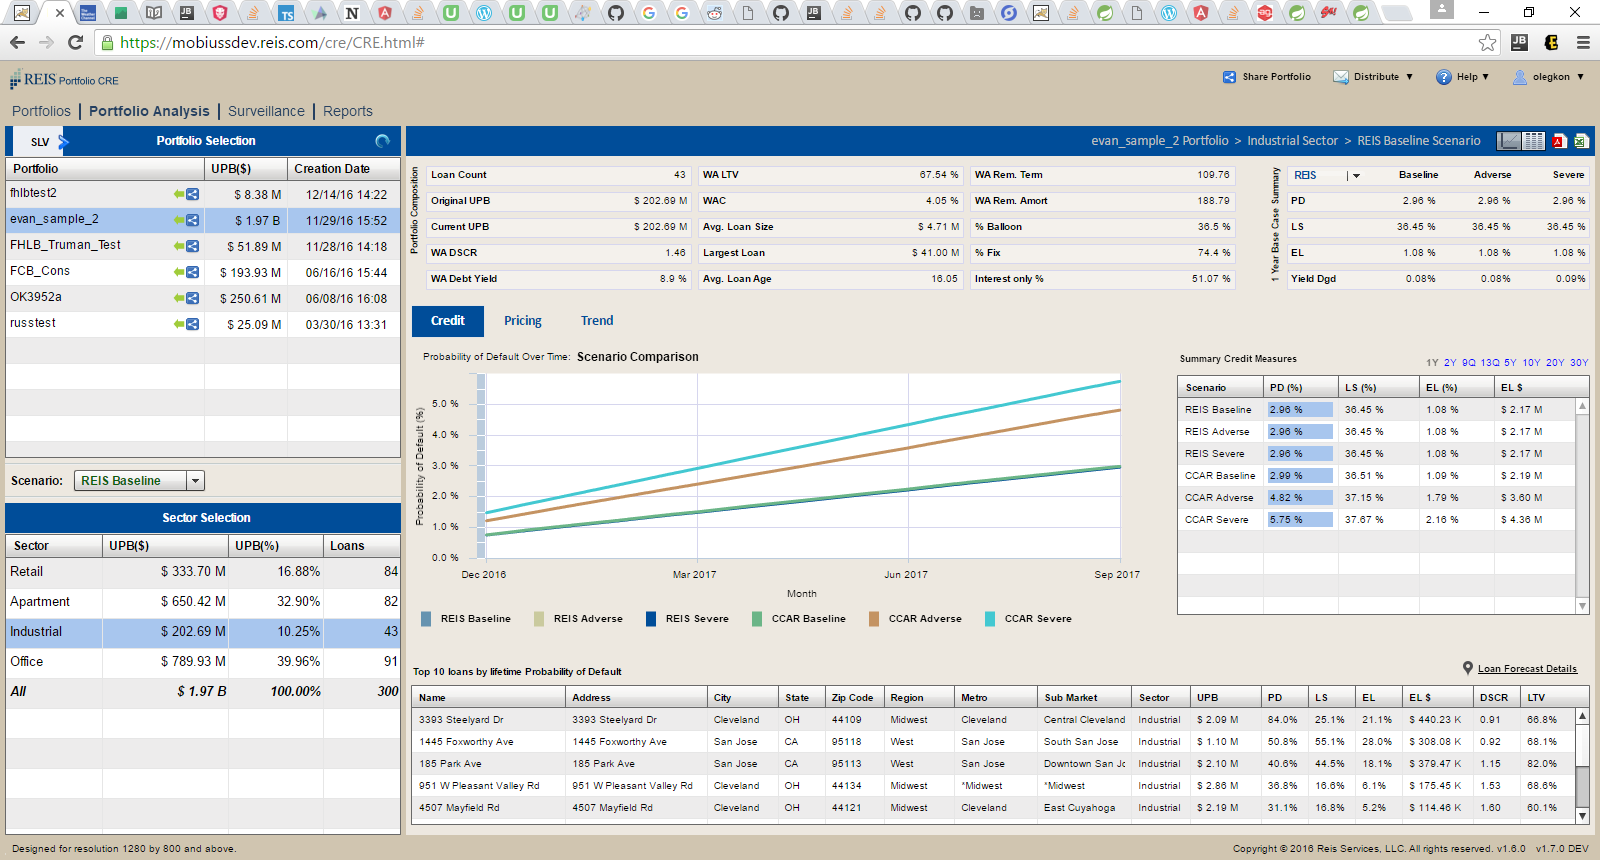 https://mobiussdev.reis.com/cre/CRE.html#
REIS Portfolio CRE
Share Portfolio Distribute Help olegkon
Portfolios Portfolio Analysis Surveillance Reports
SLV Portfolio Selection
Portfolio UPB($) Creation Date
fhlbtest2 $ 8.38 M 12/14/16 14:22
evan_sample_2 $ 1.97 B 11/29/16 15:52
FHLB_Truman_Test $ 51.89 M 11/28/16 14:18
FCB_Cons $ 193.93 M 06/16/16 15:44
OK3952a $ 250.61 M 06/08/16 16:08
russtest $ 25.09 M 03/30/16 13:31
Scenario: REIS Baseline
Sector Selection
Sector UPB($) UPB(%) Loans
Retail $ 333.70 M 16.88% 84
Apartment $ 650.42 M 32.90% 82
Industrial $ 202.69 M 10.25% 43
Office $ 789.93 M 39.96% 91
All $ 1.97 B 100.00% 300
evan_sample_2 Portfolio > Industrial Sector > REIS Baseline Scenario
Portfolio Composition
Loan Count 43 WA LTV 67.54 % WA Rem. Term 109.76
Original UPB $ 202.69 M WAC 4.05 % WA Rem. Amort 188.79
Current UPB $ 202.69 M Avg. Loan Size $ 4.71 M % Balloon 36.5 %
WA DSCR 1.46 Largest Loan $ 41.00 M % Fix 74.4 %
WA Debt Yield 8.9 % Avg. Loan Age 16.05 Interest only % 51.07 %
1 Year Base Case Summary
REIS Baseline Adverse Severe
PD 2.96 % 2.96 % 2.96 %
LS 36.45 % 36.45 % 36.45 %
EL 1.08 % 1.08 % 1.08 %
Yield Dgd 0.08% 0.08% 0.09%
Credit Pricing Trend
Probability of Default Over Time: Scenario Comparison
Probability of Default (%)
5.0 %
4.0 %
3.0 %
2.0 %
1.0 %
0.0 %
Dec 2016 Mar 2017 Jun 2017 Sep 2017
Month
REIS Baseline REIS Adverse REIS Severe CCAR Baseline CCAR Adverse CCAR Severe
Summary Credit Measures
1Y 2Y 9Q 13Q 5Y 10Y 20Y 30Y
Scenario PD (%) LS (%) EL (%) EL $
REIS Baseline 2.96 % 36.45 % 1.08 % $ 2.17 M
REIS Adverse 2.96 % 36.45 % 1.08 % $ 2.17 M
REIS Severe 2.96 % 36.45 % 1.08 % $ 2.17 M
CCAR Baseline 2.99 % 36.51 % 1.09 % $ 2.19 M
CCAR Adverse 4.82 % 37.15 % 1.79 % $ 3.60 M
CCAR Severe 5.75 % 37.67 % 2.16 % $ 4.36 M
Top 10 loans by lifetime Probability of Default
Loan Forecast Details
Name Address City State Zip Code Region Metro Sub Market Sector UPB PD LS EL EL $ DSCR LTV
3393 Steelyard Dr 3393 Steelyard Dr Cleveland OH 44109 Midwest Cleveland Central Cleveland Industrial $ 2.09 M 84.0% 25.1% 21.1% $ 440.23 K 0.91 66.8%
1445 Foxworthy Ave 1445 Foxworthy Ave San Jose CA 95118 West San Jose South San Jose Industrial $ 1.10 M 50.8% 55.1% 28.0% $ 308.08 K 0.92 68.1%
185 Park Ave 185 Park Ave San Jose CA 95113 West San Jose Downtown San Jc Industrial $ 2.10 M 40.6% 44.5% 18.1% $ 379.47 K 1.15 82.0%
951 W Pleasant Valley Rd 951 W Pleasant Valley Rd Cleveland OH 44134 Midwest *Midwest *Midwest Industrial $ 2.86 M 36.8% 16.6% 6.1% $ 175.45 K 1.53 68.6%
4507 Mayfield Rd 4507 Mayfield Rd Cleveland OH 44121 Midwest Cleveland East Cuyahoga Industrial $ 2.19 M 31.1% 16.8% 5.2% $ 114.46 K 1.60 60.1%
Designed for resolution 1280 by 800 and above.
Copyright © 2016 Reis Services, LLC. All rights reserved. v1.6.0 v1.7.0 DEV